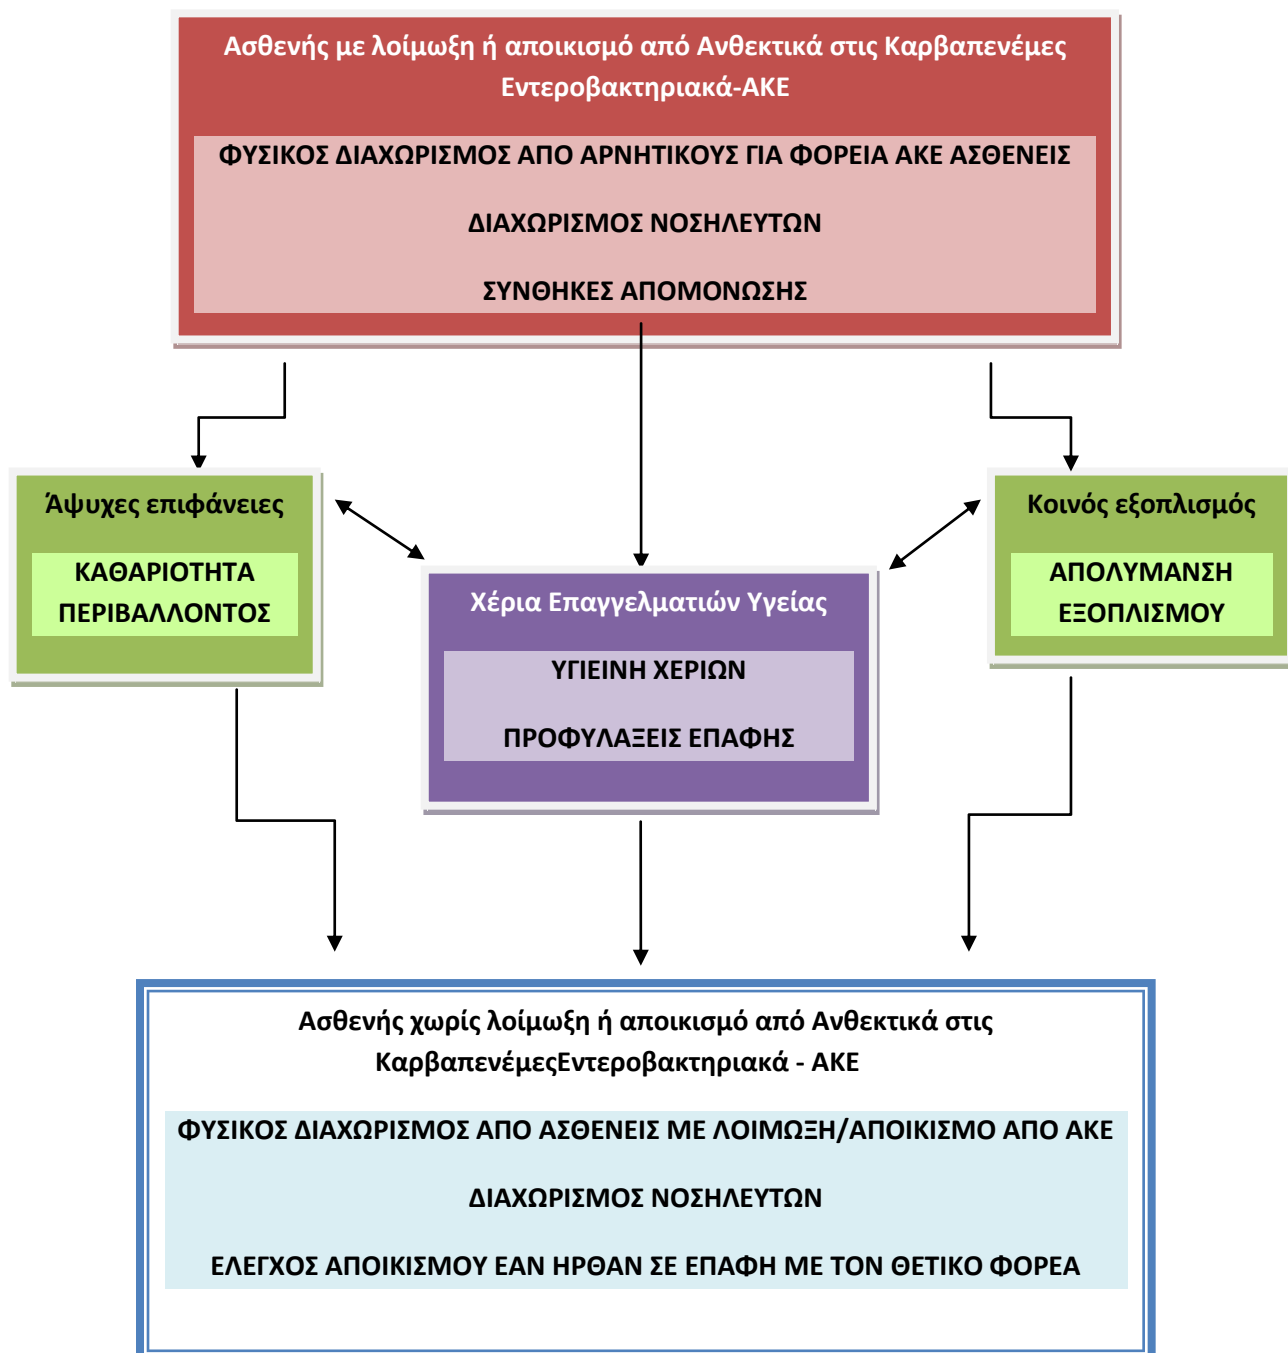 Ασθενής με λοίμωξη ή αποικισμό από Ανθεκτικά στις Καρβαπενέμες
Εντεροβακτηριακά-ΑΚΕ
ΦΥΣΙΚΟΣ ΔΙΑΧΩΡΙΣΜΟΣ ΑΠΟ ΑΡΝΗΤΙΚΟΥΣ ΓΙΑ ΦΟΡΕΙΑ ΑΚΕ ΑΣΘΕΝΕΙΣ
ΔΙΑΧΩΡΙΣΜΟΣ ΝΟΣΗΛΕΥΤΩΝ
ΣΥΝΘΗΚΕΣ ΑΠΟΜΟΝΩΣΗΣ
Άψυχες επιφάνειες
ΚΑΘΑΡΙΟΤΗΤΑ
ΠΕΡΙΒΑΛΛΟΝΤΟΣ
Χέρια Επαγγελματιών Υγείας
ΥΓΙΕΙΝΗ ΧΕΡΙΩΝ
ΠΡΟΦΥΛΑΞΕΙΣ ΕΠΑΦΗΣ
Κοινός εξοπλισμός
ΑΠΟΛΥΜΑΝΣΗ
ΕΞΟΠΛΙΣΜΟΥ
Ασθενής χωρίς λοίμωξη ή αποικισμό από Ανθεκτικά στις
ΚαρβαπενέμεςΕντεροβακτηριακά - ΑΚΕ
ΦΥΣΙΚΟΣ ΔΙΑΧΩΡΙΣΜΟΣ ΑΠΟ ΑΣΘΕΝΕΙΣ ΜΕ ΛΟΙΜΩΞΗ/ΑΠΟΙΚΙΣΜΟ ΑΠΟ ΑΚΕ
ΔΙΑΧΩΡΙΣΜΟΣ ΝΟΣΗΛΕΥΤΩΝ
ΕΛΕΓΧΟΣ ΑΠΟΙΚΙΣΜΟΥ ΕΑΝ ΗΡΘΑΝ ΣΕ ΕΠΑΦΗ ΜΕ ΤΟΝ ΘΕΤΙΚΟ ΦΟΡΕΑ